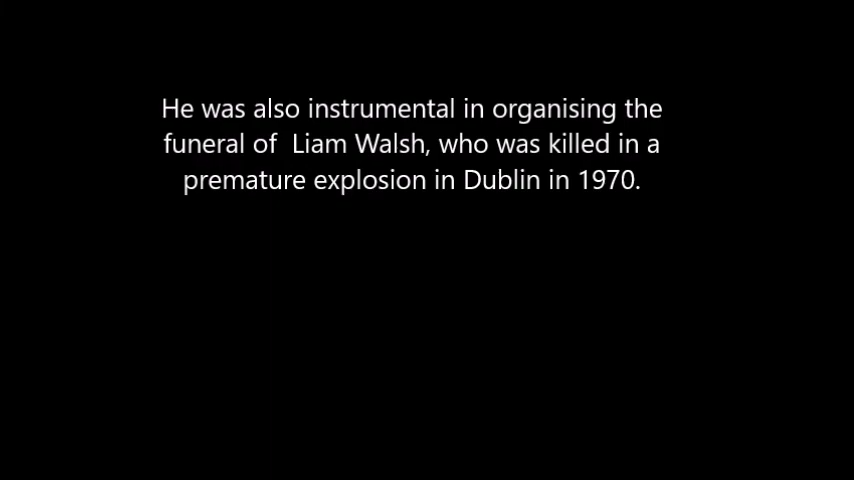 He was also instrumental in organising the
funeral of  Liam Walsh, who was killed in a
premature explosion in Dublin in 1970.